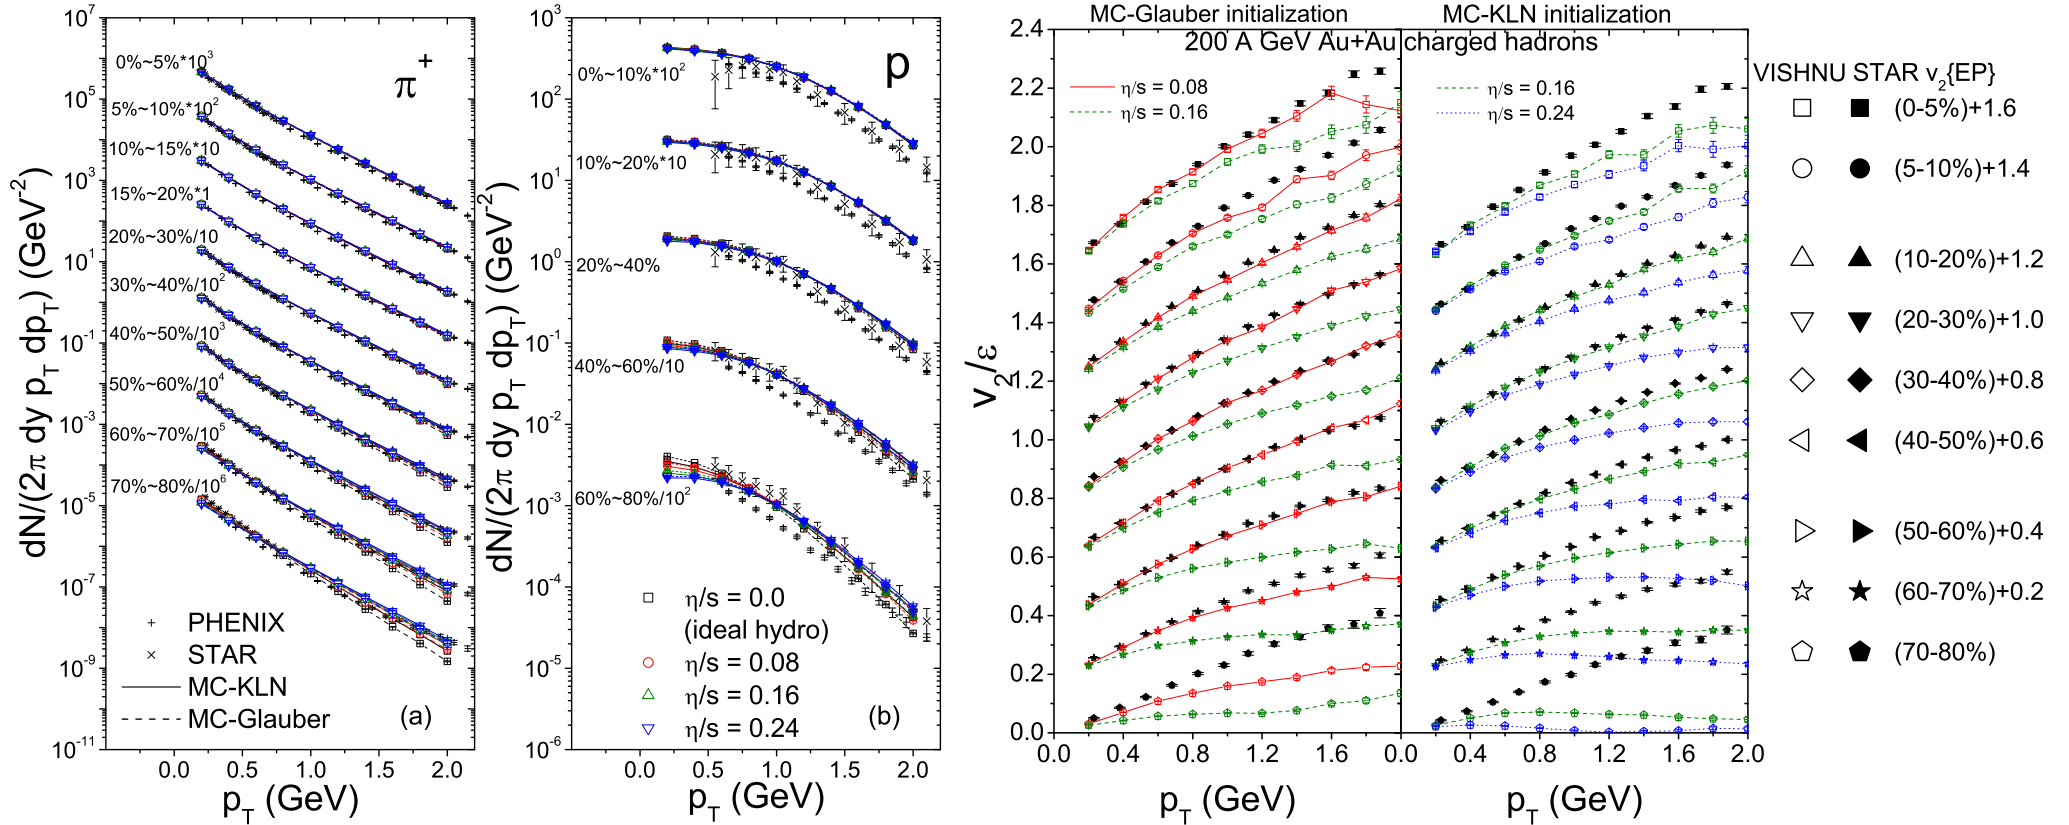 10^7
10^5
10^3
10^1
10^-1
10^-3
10^-5
10^-7
10^-9
10^-11
dN/(2π dy p_T dp_T) (GeV^-2)
π^+
0%~5%*10^3
5%~10%*10^2
10%~15%*10
15%~20%*1
20%~30%/10
30%~40%/10^2
40%~50%/10^3
50%~60%/10^4
60%~70%/10^5
70%~80%/10^6
PHENIX
STAR
MC-KLN
MC-Glauber
(a)
0.0 0.5 1.0 1.5 2.0
p_T (GeV)
10^3
10^2
10^1
10^0
10^-1
10^-2
10^-3
10^-4
10^-5
10^-6
dN/(2π dy p_T dp_T) (GeV^-2)
p
0%~10%*10^2
10%~20%*10
20%~40%
40%~60%/10
60%~80%/10^2
η/s = 0.0
(ideal hydro)
η/s = 0.08
η/s = 0.16
η/s = 0.24
(b)
0.0 0.5 1.0 1.5 2.0
p_T (GeV)
MC-Glauber initialization MC-KLN initialization
200 A GeV Au+Au charged hadrons
2.4
2.2
2.0
1.8
1.6
1.4
1.2
1.0
0.8
0.6
0.4
0.2
0.0
v_2/ε
η/s = 0.08
η/s = 0.16
η/s = 0.16
η/s = 0.24
0.0 0.4 0.8 1.2 1.6 0.0 0.4 0.8 1.2 1.6 2.0
p_T (GeV) p_T (GeV)
VISHNU STAR v_2{EP}
(0-5%)+1.6
(5-10%)+1.4
(10-20%)+1.2
(20-30%)+1.0
(30-40%)+0.8
(40-50%)+0.6
(50-60%)+0.4
(60-70%)+0.2
(70-80%)